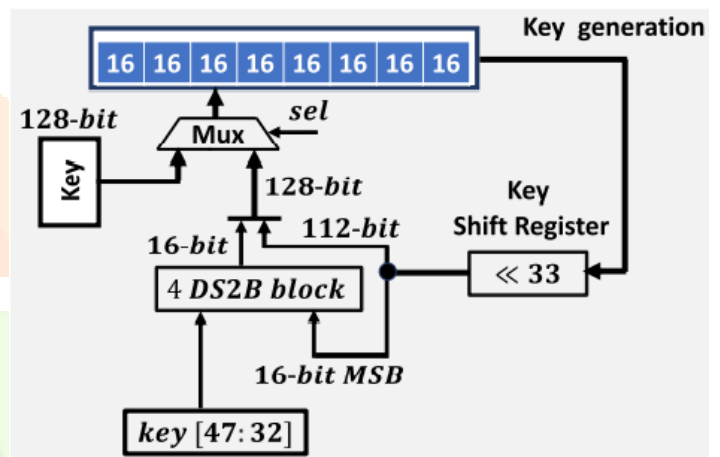 Key generation
16 16 16 16 16 16 16 16
128-bit
sel
Mux
Key
128-bit
Key
Shift Register
112-bit
16-bit
≪ 33
4 DS2B block
16-bit MSB
key [47: 32]